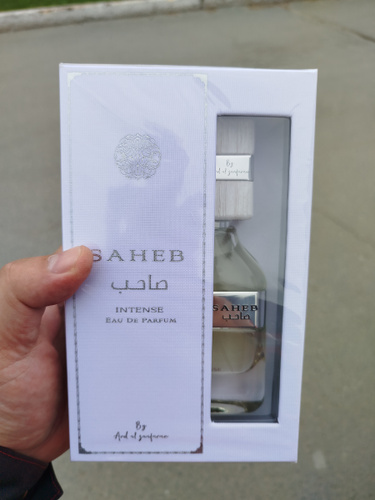 SAHEB
صاحب
INTENSE
EAU DE PARFUM
By
Ard al zaafaran
By
Ard al zaafaran
SAHEB
صاحب